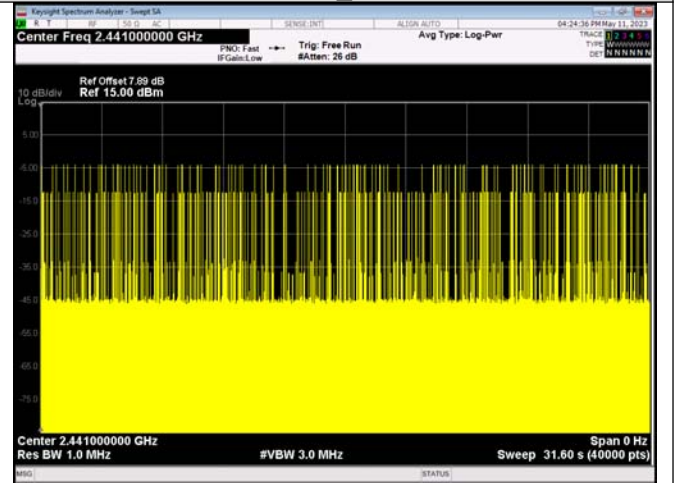 Keysight Spectrum Analyzer - Swept SA
R T RF 50 Ω AC SENSE:INT ALIGN AUTO 04:24:36 PM May 11, 2023
Center Freq 2.441000000 GHz Avg Type: Log-Pwr TRACE 1 2 3 4 5 6
PNO: Fast Trig: Free Run TYPE WWWWWW
IFGain:Low #Atten: 26 dB DET N N N N N N
Ref Offset 7.89 dB
10 dB/div Ref 15.00 dBm
Log
5.00
-5.00
-15.0
-25.0
-35.0
-45.0
-55.0
-65.0
-75.0
Center 2.441000000 GHz Span 0 Hz
Res BW 1.0 MHz #VBW 3.0 MHz Sweep 31.60 s (40000 pts)
MSG STATUS